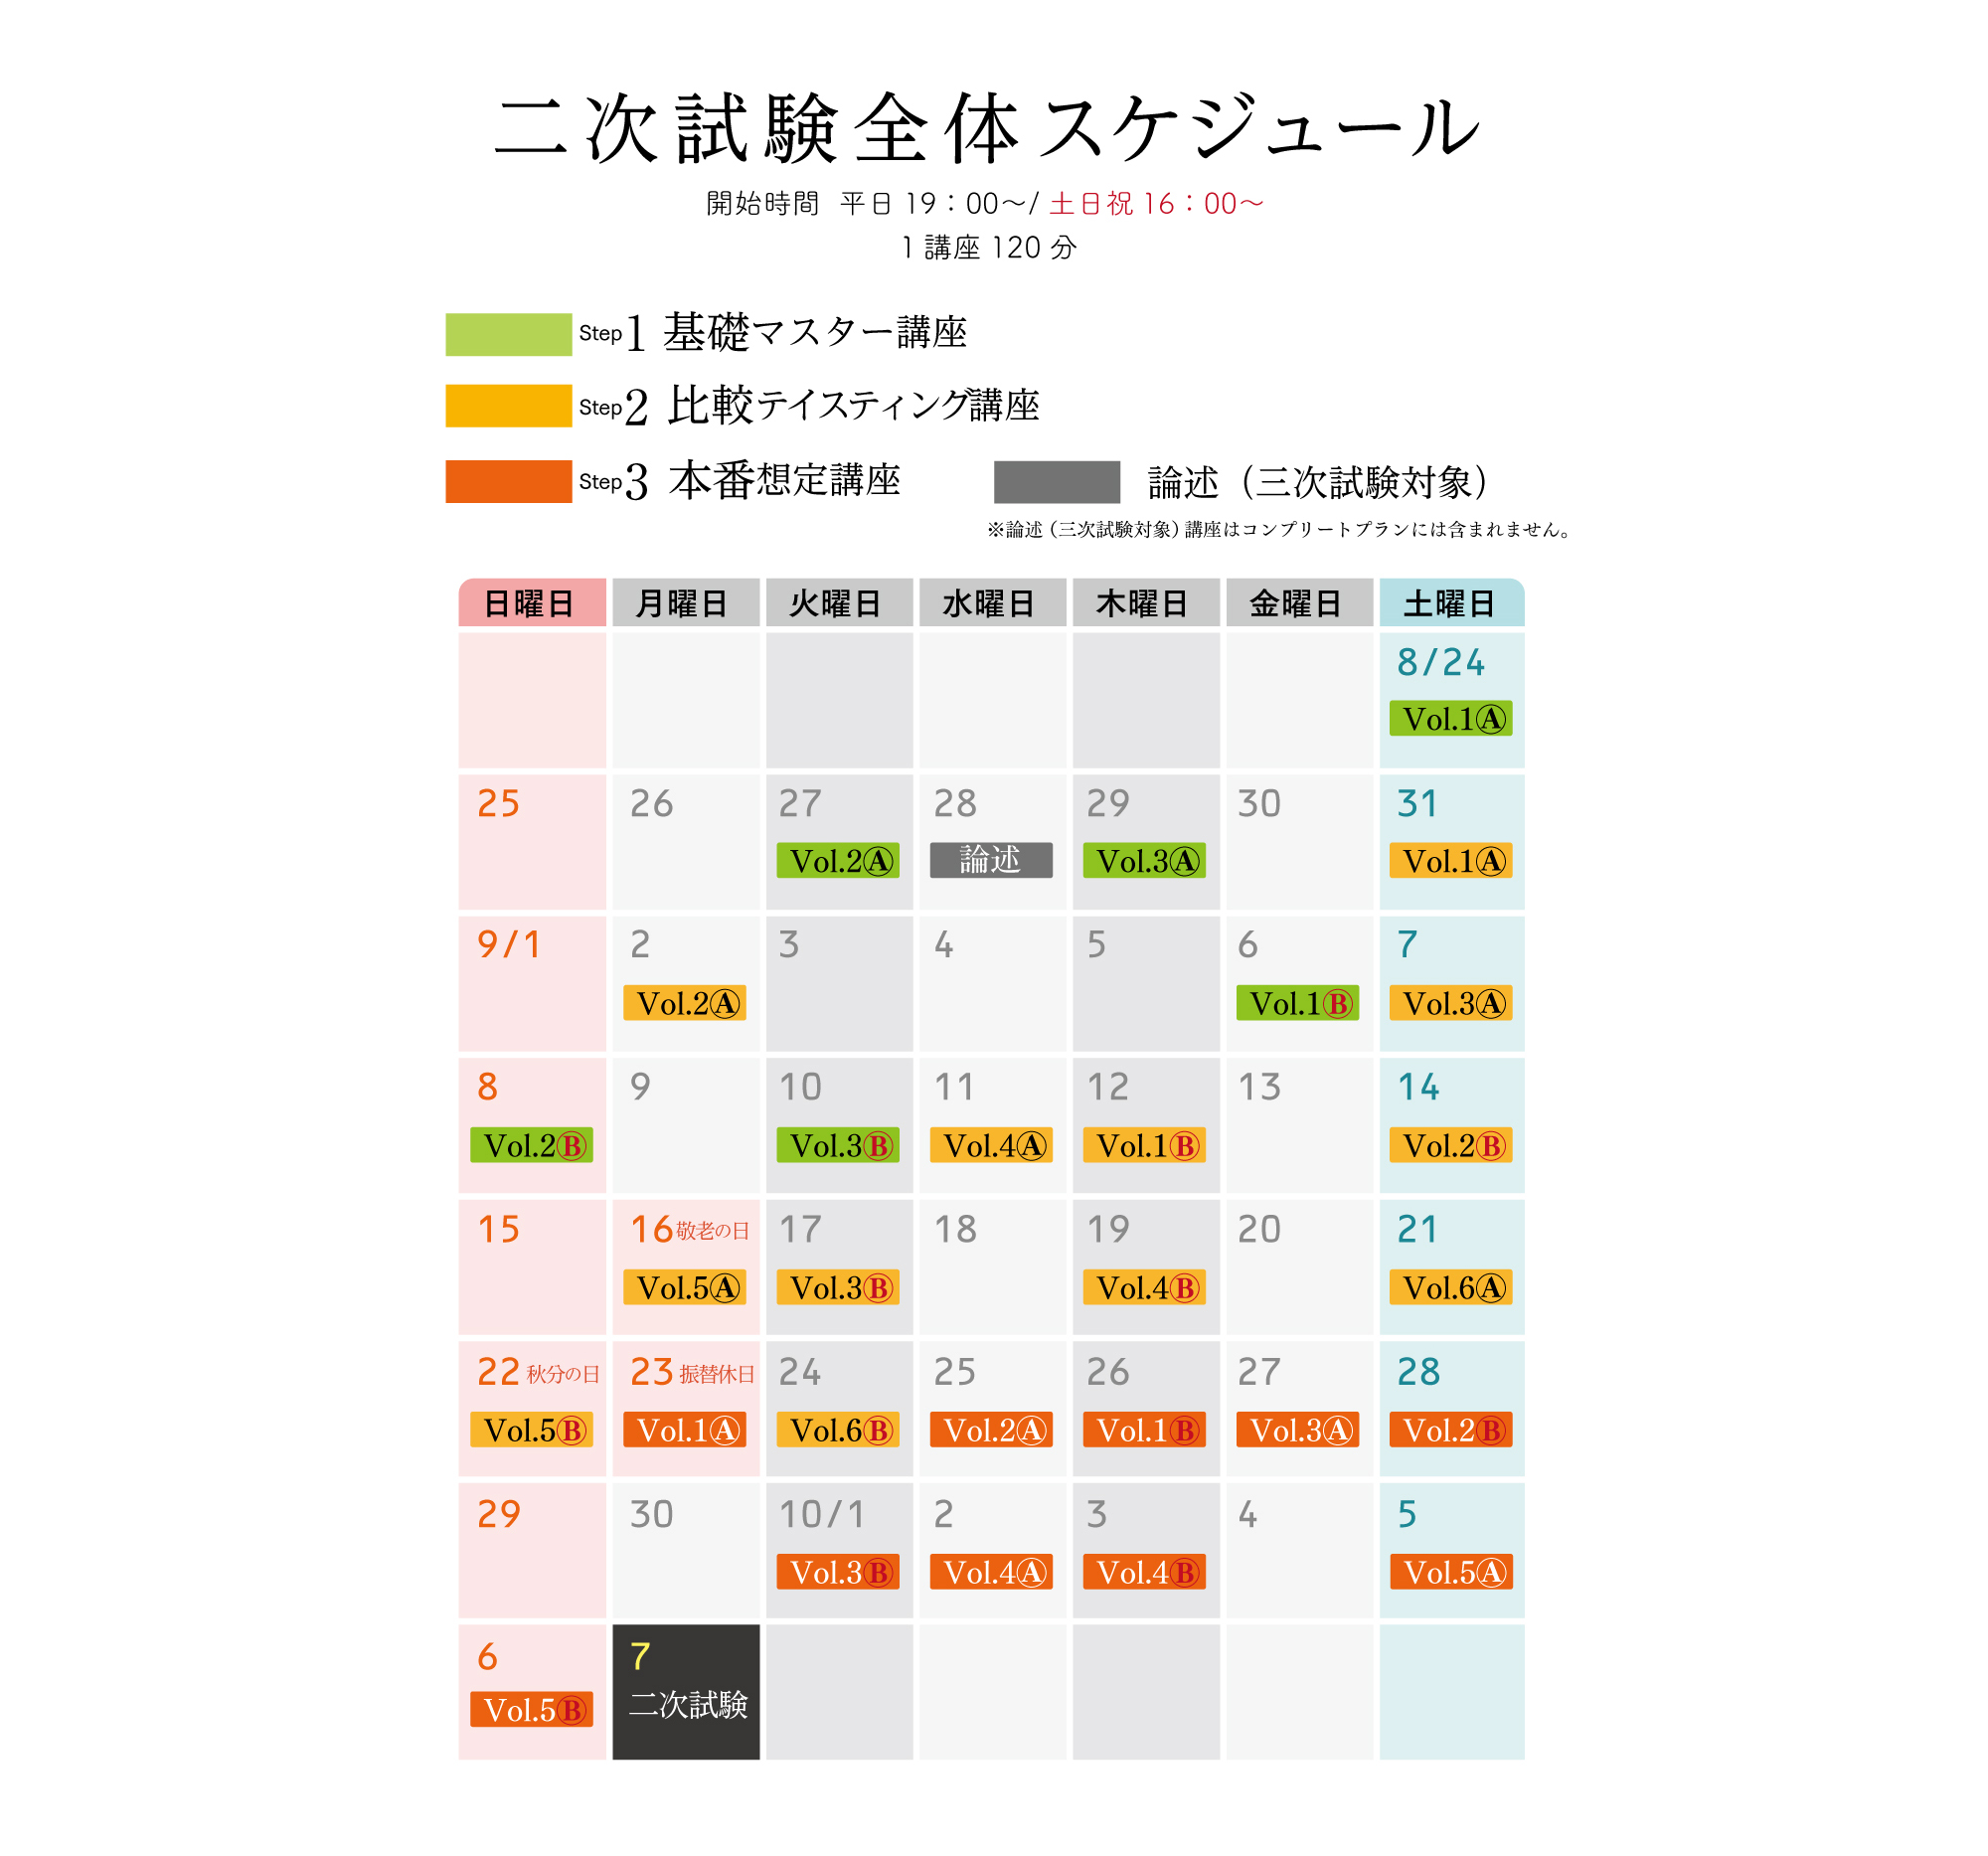 二次試験全体スケジュール
開始時間 平日 19：00〜/ 土日祝 16：00〜
1 講座 120 分
Step1 基礎マスター講座
Step2 比較テイスティング講座
Step3 本番想定講座
論述（三次試験対象）
※論述（三次試験対象）講座はコンプリートプランには含まれません。
日曜日 月曜日 火曜日 水曜日 木曜日 金曜日 土曜日
8/24
Vol.1Ⓐ
25 26 27 28 29 30 31
Vol.2Ⓐ 論述 Vol.3Ⓐ Vol.1Ⓐ
9/1 2 3 4 5 6 7
Vol.2Ⓐ Vol.1Ⓑ Vol.3Ⓐ
8 9 10 11 12 13 14
Vol.2Ⓑ Vol.3Ⓑ Vol.4Ⓐ Vol.1Ⓑ Vol.2Ⓑ
15 16 敬老の日 17 18 19 20 21
Vol.5Ⓐ Vol.3Ⓑ Vol.4Ⓑ Vol.6Ⓐ
22 秋分の日 23 振替休日 24 25 26 27 28
Vol.5Ⓑ Vol.1Ⓐ Vol.6Ⓑ Vol.2Ⓐ Vol.1Ⓑ Vol.3Ⓐ Vol.2Ⓑ
29 30 10/1 2 3 4 5
Vol.3Ⓑ Vol.4Ⓐ Vol.4Ⓑ Vol.5Ⓐ
6 7
Vol.5Ⓑ 二次試験